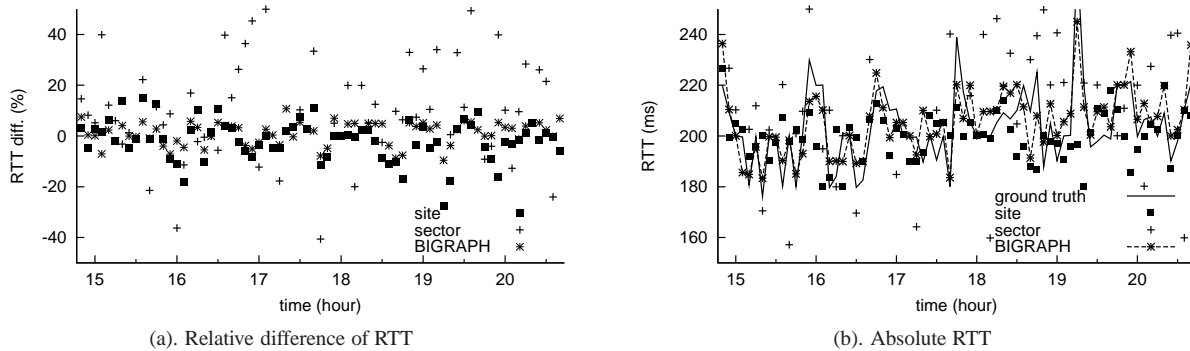 RTT diff. (%)
40
20
0
-20
-40
15
16
17
18
19
20
time (hour)
site
sector
BIGRAPH
(a). Relative difference of RTT
RTT (ms)
240
220
200
180
160
15
16
17
18
19
20
time (hour)
ground truth
site
sector
BIGRAPH
(b). Absolute RTT